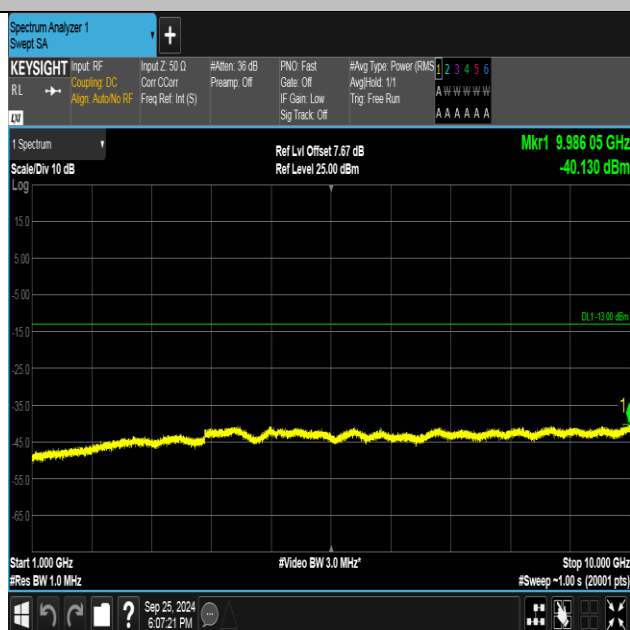 Spectrum Analyzer 1
Swept SA
+
KEYSIGHT Input: RF Input Z: 50 Ω #Atten: 36 dB PNO: Fast #Avg Type: Power (RMS 1 2 3 4 5 6
RL Coupling: DC Corr CCorr Preamp: Off Gate: Off Avg|Hold: 1/1 A W W W W W
Align: Auto/No RF Freq Ref: Int (S) IF Gain: Low Trig: Free Run
Sig Track: Off A A A A A A
LXI
1 Spectrum
Ref Lvl Offset 7.67 dB Mkr1 9.986 05 GHz
Scale/Div 10 dB Ref Level 25.00 dBm -40.130 dBm
Log
15.0
5.00
-5.00
DL1 -13.00 dBm
-15.0
-25.0
-35.0
1
-45.0
-55.0
-65.0
Start 1.000 GHz #Video BW 3.0 MHz* Stop 10.000 GHz
#Res BW 1.0 MHz #Sweep ~1.00 s (20001 pts)
? Sep 25, 2024
6:07:21 PM